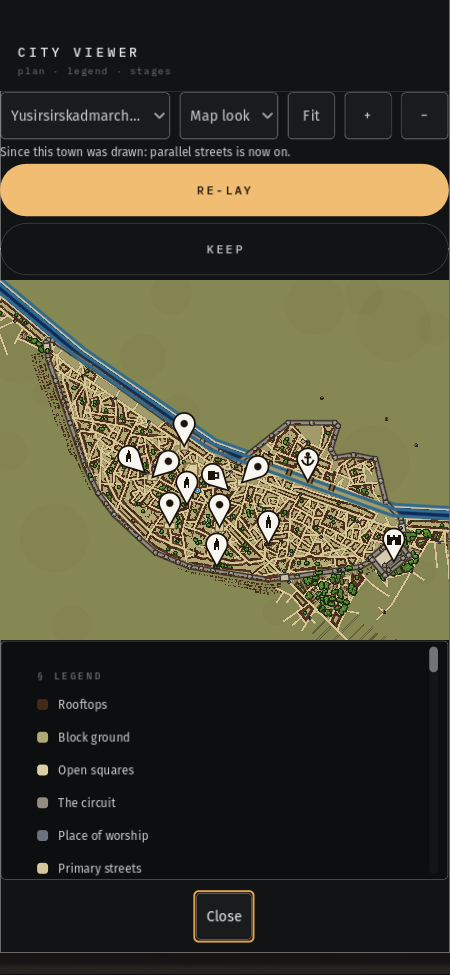 CITY VIEWER
plan · legend · stages
Yusirsirskadmarch... Map look Fit + −
Since this town was drawn: parallel streets is now on.
RE-LAY
KEEP
§ LEGEND
Rooftops
Block ground
Open squares
The circuit
Place of worship
Primary streets
Close